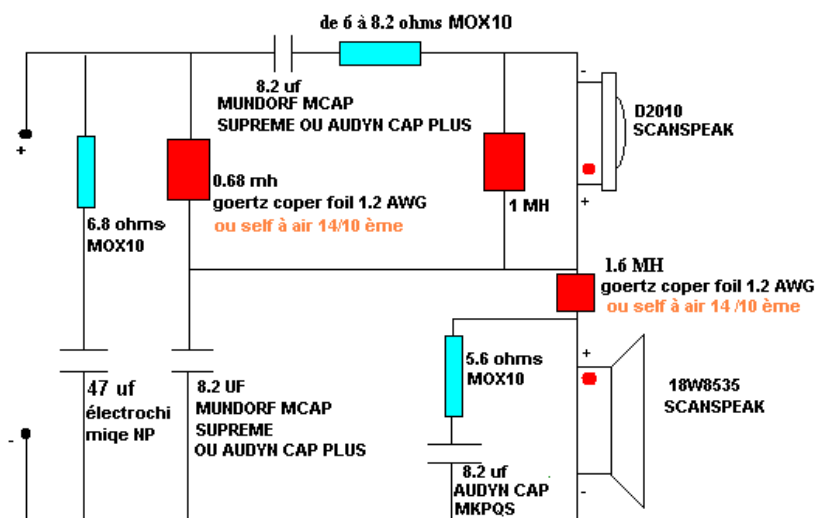 de 6 à 8.2 ohms MOX10
8.2 uf
MUNDORF MCAP
SUPREME OU AUDYN CAP PLUS
-
D2010
SCANSPEAK
+
+
0.68 mh
goertz coper foil 1.2 AWG
ou self à air 14/10 ème
1 MH
6.8 ohms
MOX10
1.6 MH
goertz coper foil 1.2 AWG
ou self à air 14 /10 ème
5.6 ohms
MOX10
+
18W8535
SCANSPEAK
47 uf
électrochi
miqe NP
8.2 UF
MUNDORF MCAP
SUPREME
OU AUDYN CAP PLUS
-
8.2 uf
AUDYN CAP
MKPQS
-